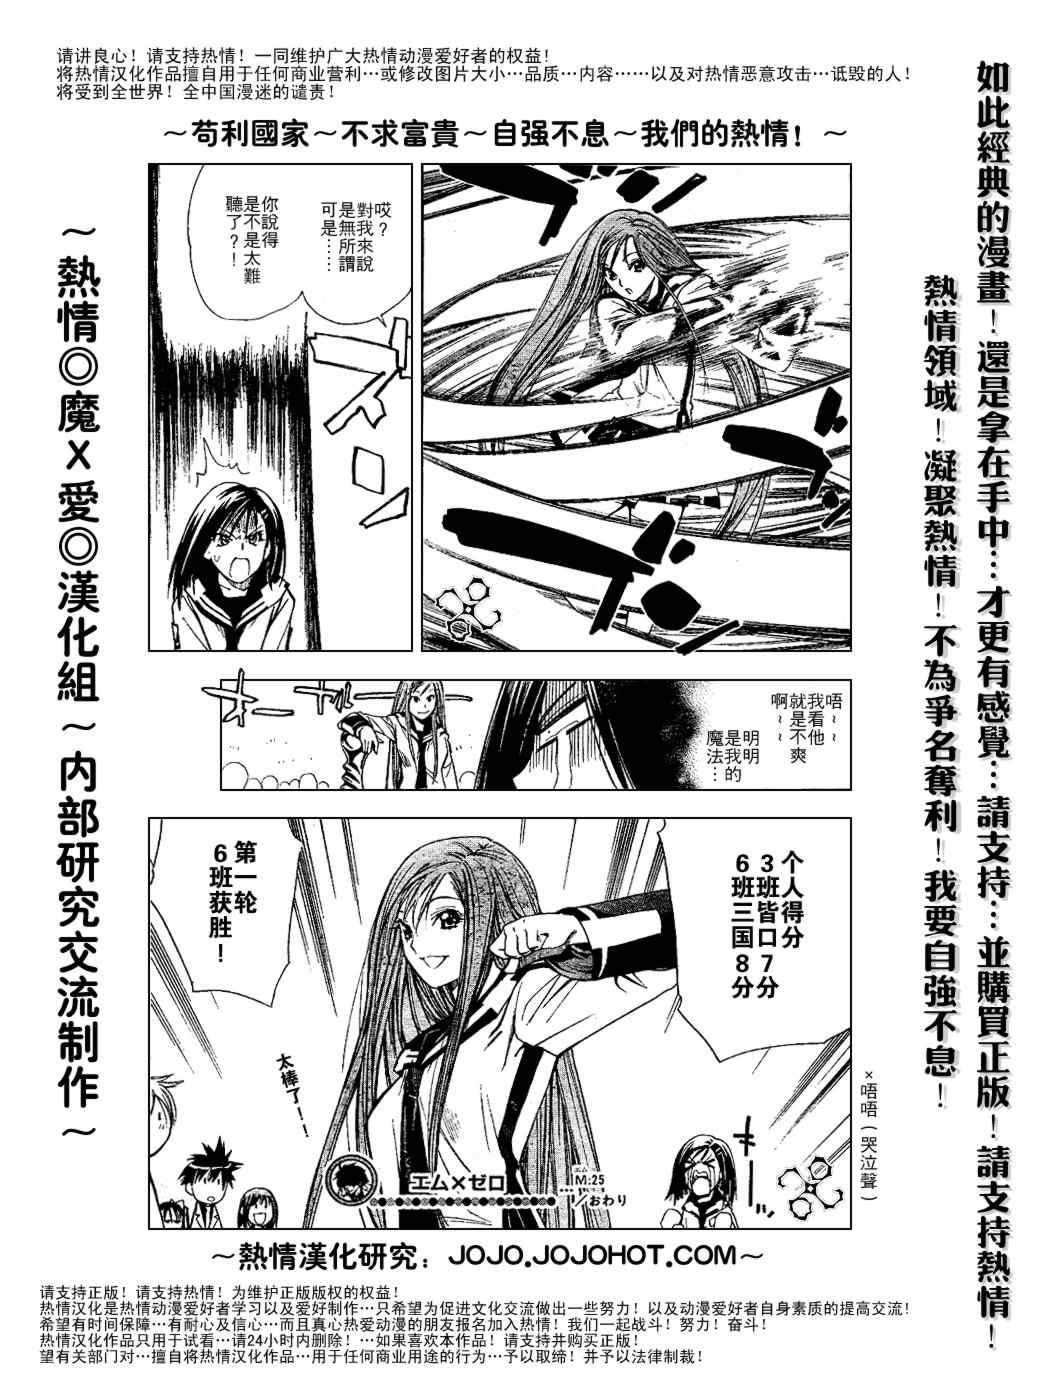 请讲良心！请支持热情！一同维护广大热情动漫爱好者的权益！
将热情汉化作品擅自用于任何商业营利…或修改图片大小…品质…内容……以及对热情恶意攻击…诋毁的人！
将受到全世界！全中国漫迷的谴责！
～苟利國家～不求富貴～自强不息～我們的熱情！～
如此經典的漫畫！還是拿在手中…才更有感覺…請支持…並購買正版！請支持熱情！
熱情領域！凝聚熱情！不為爭名奪利！我要自強不息！
～熱情◎魔X愛◎漢化組～内部研究交流制作～
哎？
對我來說
是無所謂
可是……
你說得
是不是太難
聽了？！
唔～
我看他～
就是不爽
啊～～
明明
是我的
魔法…
个人得分
3班皆口7分
6班三国8分
第一轮
6班获胜！
太棒了！！
キ
×唔唔（哭泣聲）
エム×ゼロ
エム
M:25
…／おわり
～熱情漢化研究：JOJO.JOJOHOT.COM～
请支持正版！请支持热情！为维护正版版权的权益！
热情汉化是热情动漫爱好者学习以及爱好制作…只希望为促进文化交流做出一些努力！以及动漫爱好者自身素质的提高交流！
希望有时间保障…有耐心及信心…而且真心热爱动漫的朋友报名加入热情！我们一起战斗！努力！奋斗！
热情汉化作品只用于试看…请24小时内删除！…如果喜欢本作品！请支持并购买正版！
望有关部门对…擅自将热情汉化作品…用于任何商业用途的行为…予以取缔！并予以法律制裁！